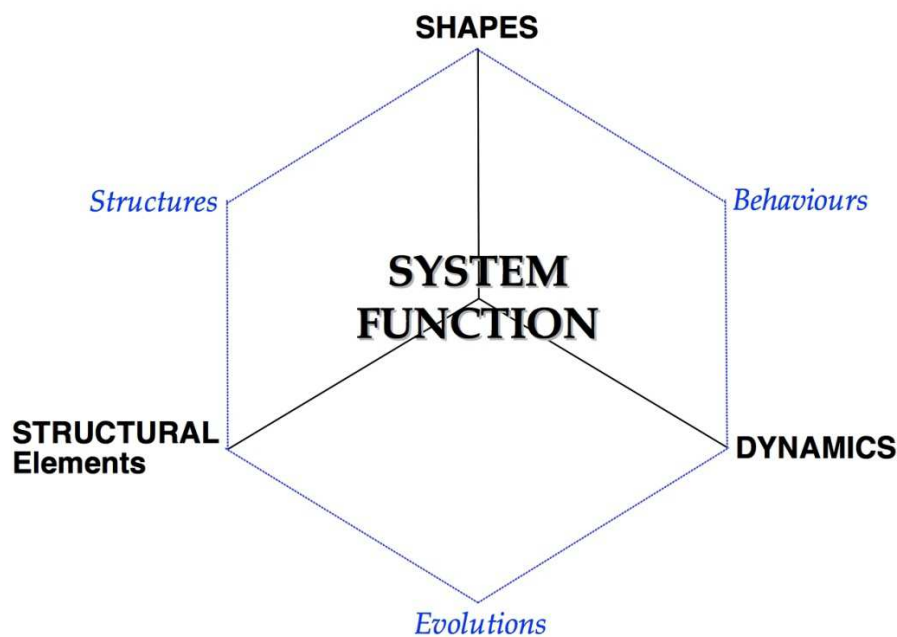 SHAPES
Structures
Behaviours
SYSTEM
FUNCTION
STRUCTURAL
Elements
DYNAMICS
Evolutions